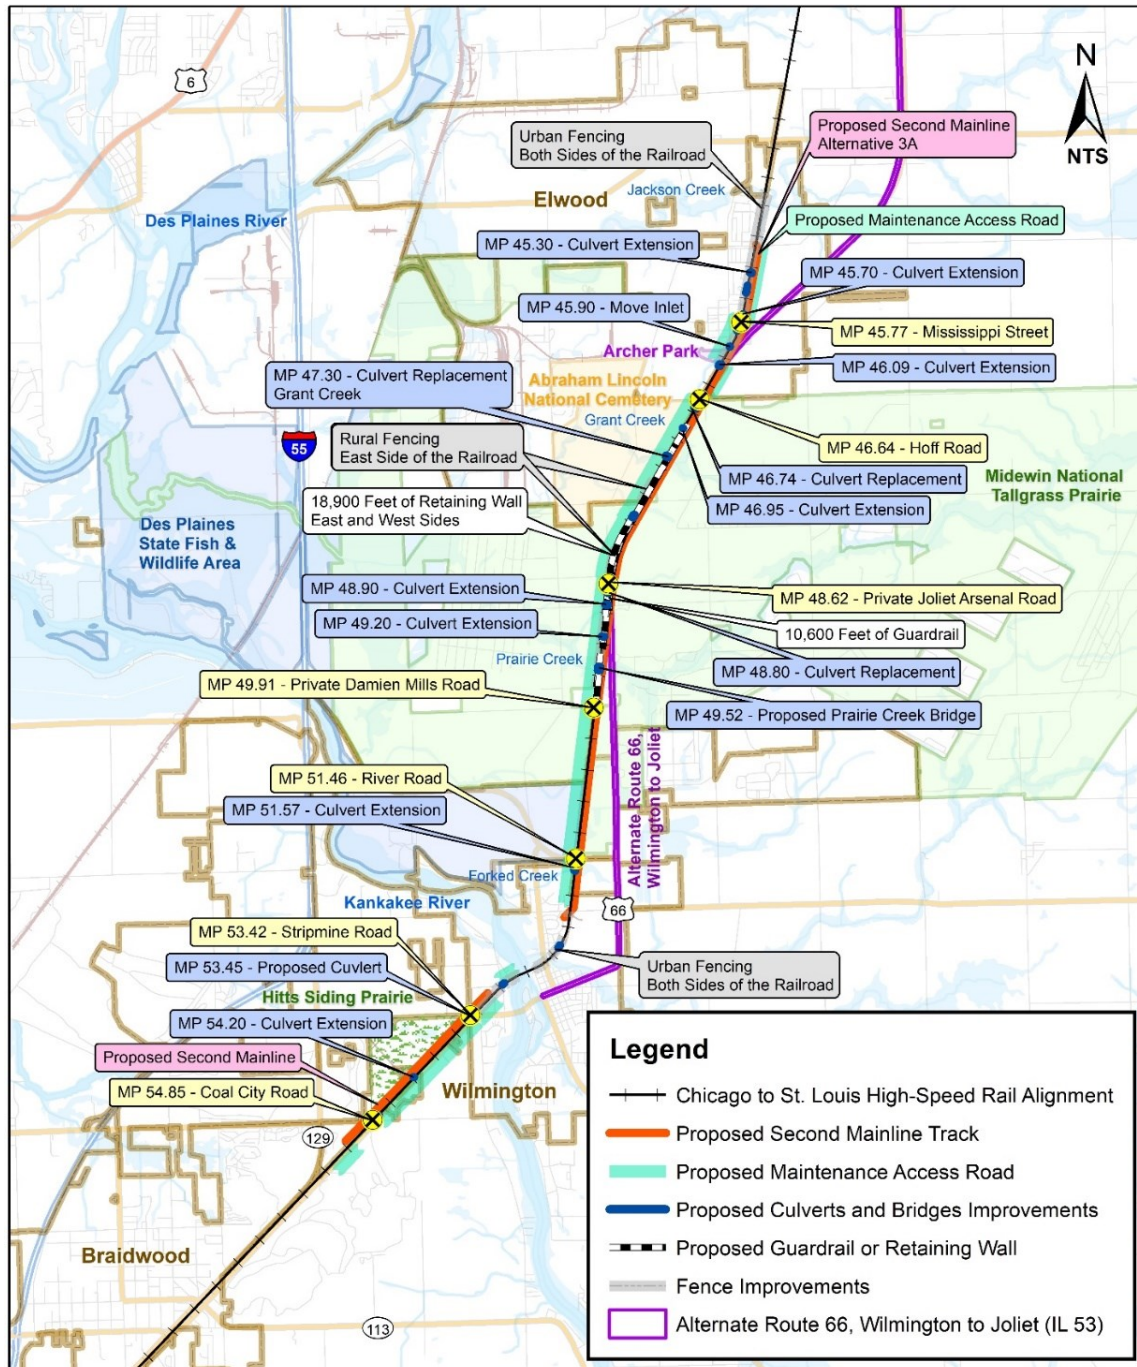 6
N
NTS
Urban Fencing
Both Sides of the Railroad
Proposed Second Mainline
Alternative 3A
Jackson Creek
Elwood
Des Plaines River
Proposed Maintenance Access Road
MP 45.30 - Culvert Extension
MP 45.70 - Culvert Extension
MP 45.90 - Move Inlet
MP 45.77 - Mississippi Street
Archer Park
MP 46.09 - Culvert Extension
MP 47.30 - Culvert Replacement
Grant Creek
Abraham Lincoln
National Cemetery
Grant Creek
Rural Fencing
East Side of the Railroad
55
MP 46.64 - Hoff Road
MP 46.74 - Culvert Replacement
Midewin National
Tallgrass Prairie
18,900 Feet of Retaining Wall
East and West Sides
MP 46.95 - Culvert Extension
Des Plaines
State Fish &
Wildlife Area
MP 48.90 - Culvert Extension
MP 48.62 - Private Joliet Arsenal Road
MP 49.20 - Culvert Extension
10,600 Feet of Guardrail
Prairie Creek
MP 48.80 - Culvert Replacement
MP 49.91 - Private Damien Mills Road
MP 49.52 - Proposed Prairie Creek Bridge
Alternate Route 66,
Wilmington to Joliet
MP 51.46 - River Road
MP 51.57 - Culvert Extension
Forked Creek
Kankakee River
66
MP 53.42 - Stripmine Road
MP 53.45 - Proposed Cuvlert
Urban Fencing
Both Sides of the Railroad
Hitts Siding Prairie
MP 54.20 - Culvert Extension
Proposed Second Mainline
MP 54.85 - Coal City Road
Wilmington
129
Braidwood
113
Legend
Chicago to St. Louis High-Speed Rail Alignment
Proposed Second Mainline Track
Proposed Maintenance Access Road
Proposed Culverts and Bridges Improvements
Proposed Guardrail or Retaining Wall
Fence Improvements
Alternate Route 66, Wilmington to Joliet (IL 53)